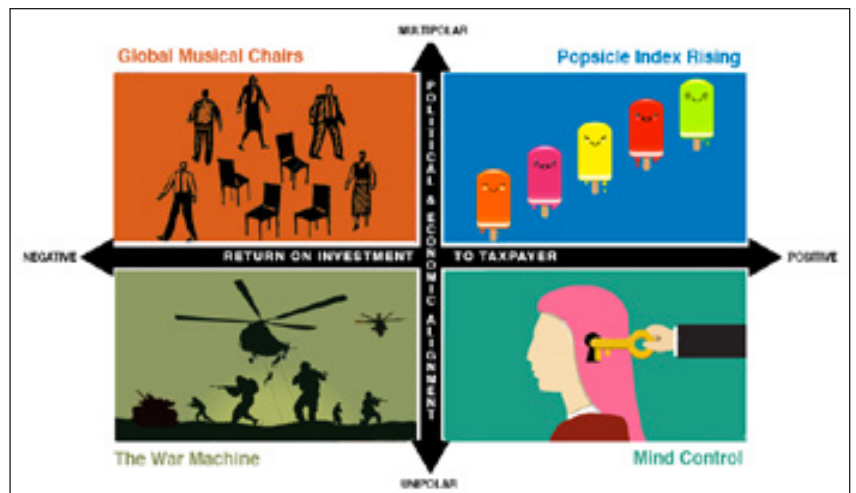 MULTIPOLAR
Global Musical Chairs
Popsicle Index Rising
POLITICAL & ECONOMIC ALIGNMENT
NEGATIVE
RETURN ON INVESTMENT TO TAXPAYER
POSITIVE
The War Machine
Mind Control
UNIPOLAR